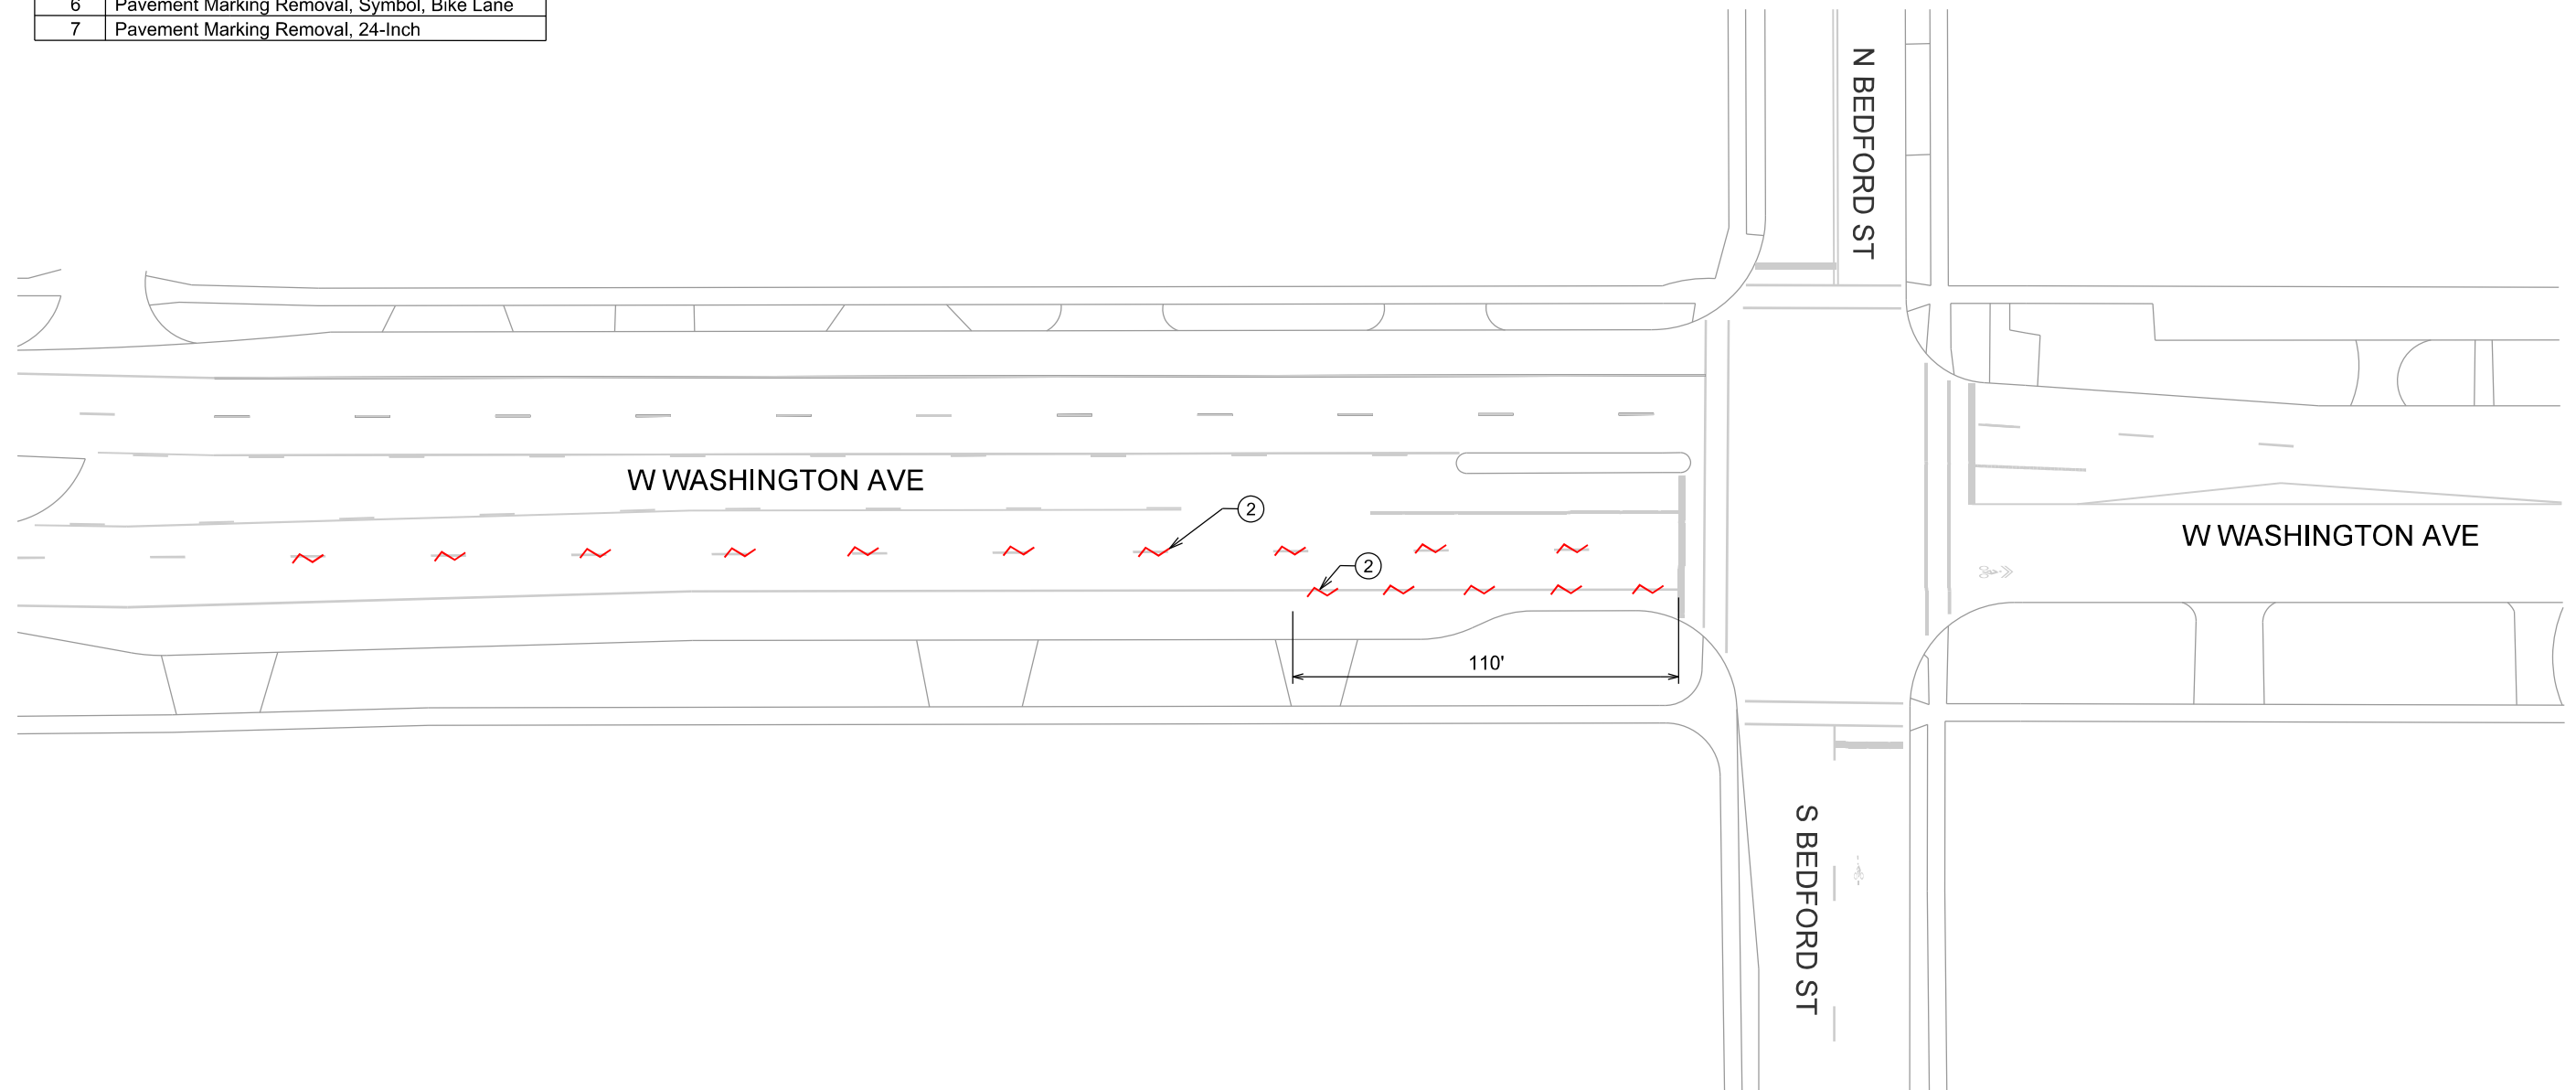 6 Pavement Marking Removal, Symbol, Bike Lane
7 Pavement Marking Removal, 24-Inch
N BEDFORD ST
W WASHINGTON AVE
2
W WASHINGTON AVE
2
110'
S BEDFORD ST